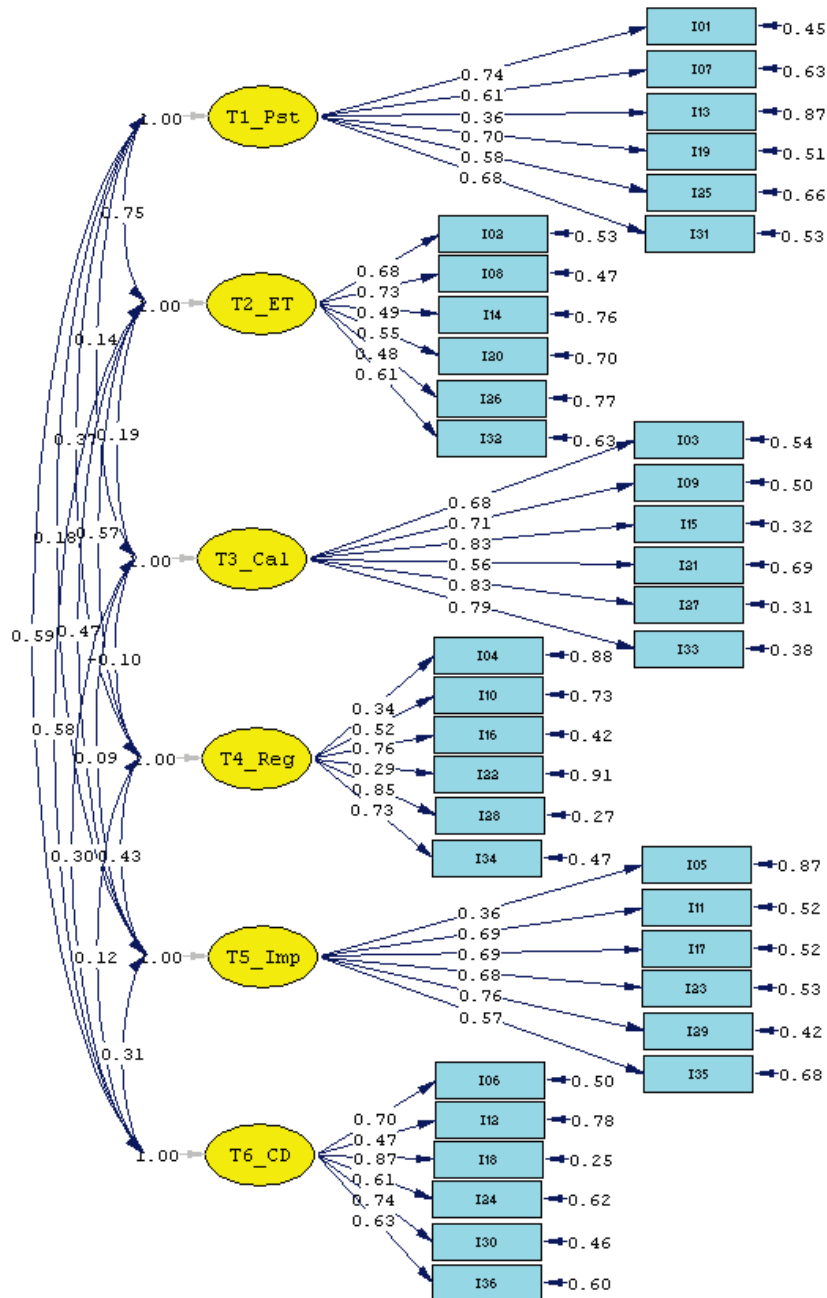 I01 0.45
0.74
I07 0.63
0.61
1.00 T1_Pst 0.36 I13 0.87
0.70 I19 0.51
0.58
0.68 I25 0.66
0.75
I31 0.53
I02 0.53
0.68 I08 0.47
0.73
1.00 T2_ET 0.49 I14 0.76
0.14 0.55 I20 0.70
0.48
0.61 I26 0.77
0.37 0.19
I32 0.63
I03 0.54
0.68 I09 0.50
0.71
0.18 0.57 0.83 I15 0.32
1.00 T3_Cal 0.56 I21 0.69
0.83
0.79 I27 0.31
0.59 0.47 I33 0.38
-0.10
I04 0.88
0.34 I10 0.73
0.52
0.58 0.09 0.76 I16 0.42
1.00 T4_Reg 0.29 I22 0.91
0.85
0.73 I28 0.27
0.30 0.43 I34 0.47
I05 0.87
0.36 I11 0.52
0.69
0.12 0.69 I17 0.52
1.00 T5_Imp 0.68 I23 0.53
0.76
0.57 I29 0.42
0.31 I35 0.68
I06 0.50
0.70 I12 0.78
0.47
1.00 T6_CD 0.87 I18 0.25
0.61 I24 0.62
0.74
0.63 I30 0.46
I36 0.60